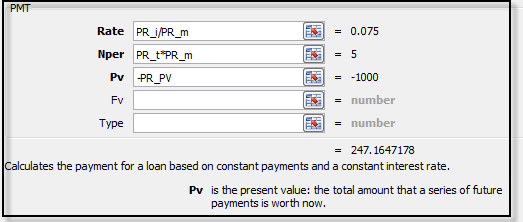 PMT
Rate PR_i/PR_m = 0.075
Nper PR_t*PR_m = 5
Pv -PR_PV = -1000
Fv = number
Type = number
= 247.1647178
Calculates the payment for a loan based on constant payments and a constant interest rate.
Pv is the present value: the total amount that a series of future
payments is worth now.